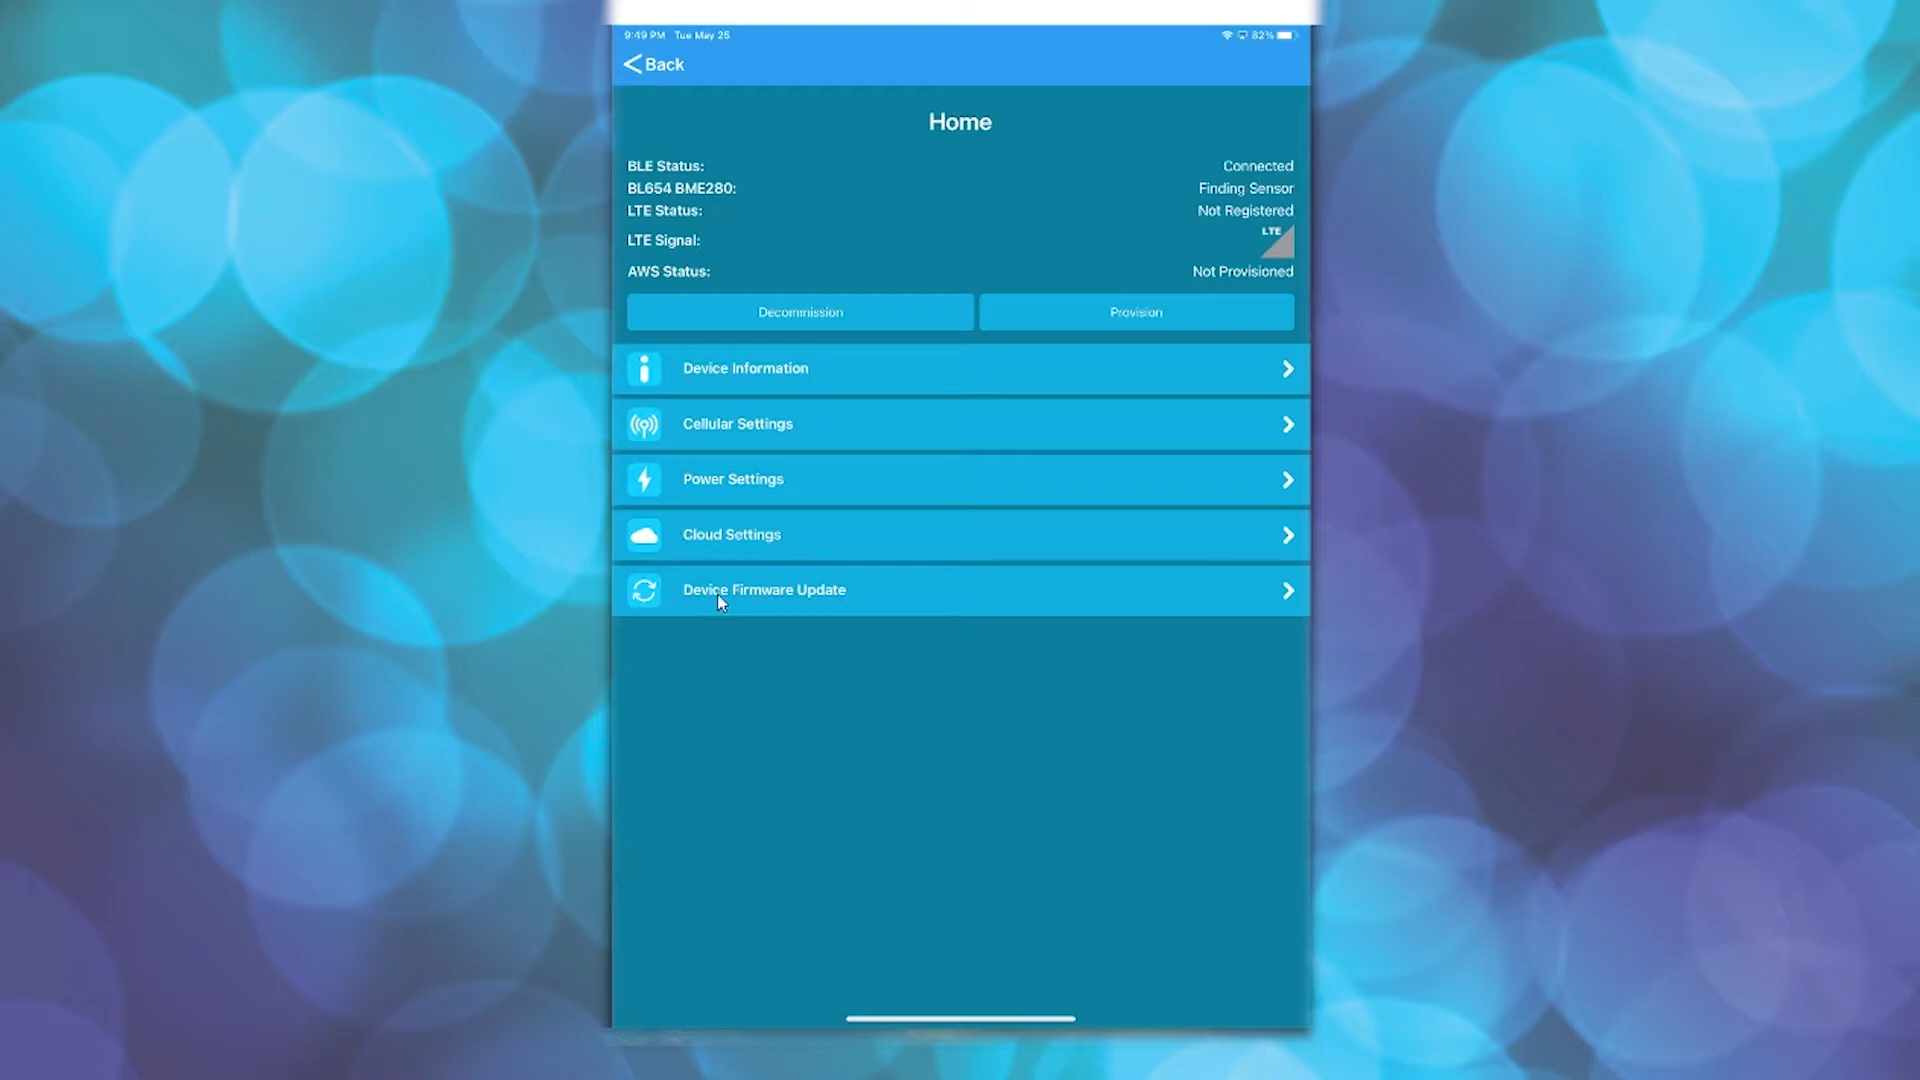 9:49 PM Tue May 25 82%
Back
Home
BLE Status: Connected
BL654 BME280: Finding Sensor
LTE Status: Not Registered
LTE Signal: LTE
AWS Status: Not Provisioned
Decommission Provision
Device Information
Cellular Settings
Power Settings
Cloud Settings
Device Firmware Update